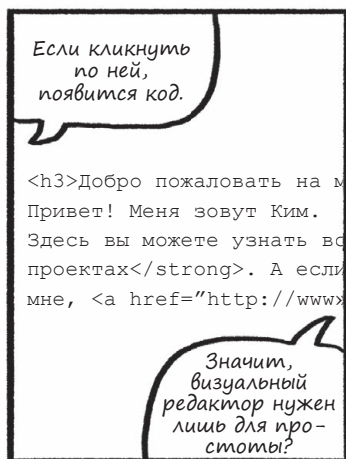 Если кликнуть
по ней,
появится код.
<h3>Добро пожаловать на м
Привет! Меня зовут Ким.
Здесь вы можете узнать вс
проектах</strong>. А если
мне, <a href="http://www
Значит,
визуальный
редактор нужен
лишь для про-
стоты?